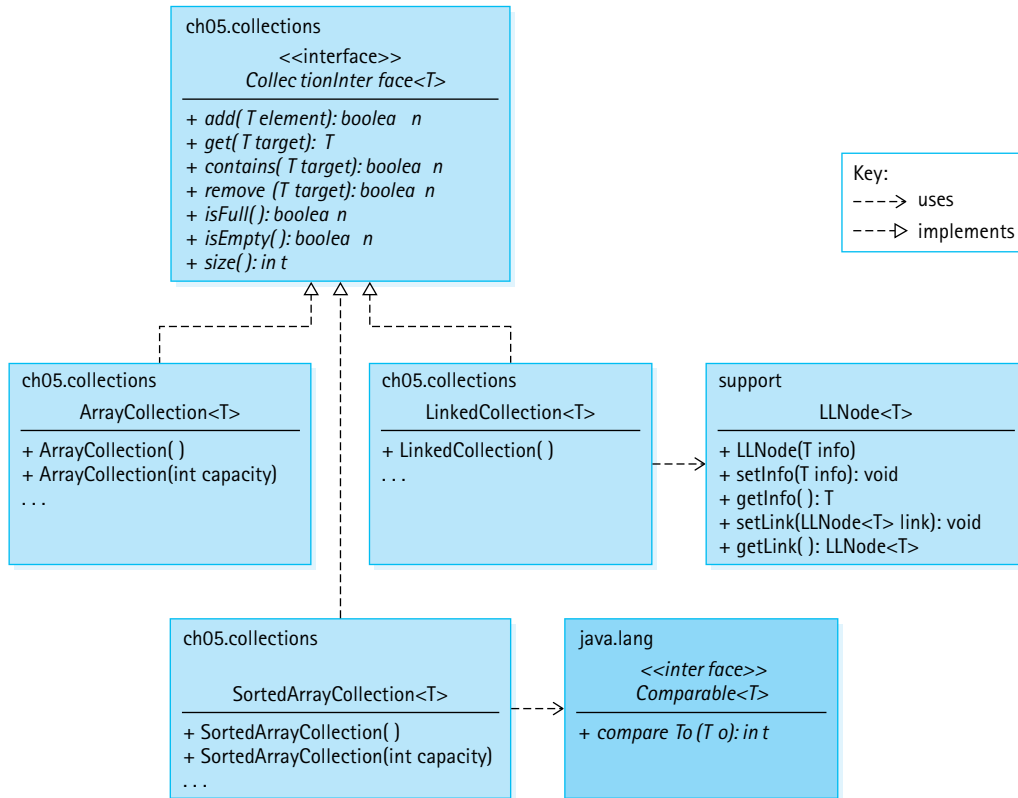 ch05.collections
<<interface>>
Collec tionInter face<T>
+ add( T element): boolea n
+ get( T target): T
+ contains( T target): boolea n
+ remove (T target): boolea n
+ isFull( ): boolea n
+ isEmpty( ): boolea n
+ size( ): in t
Key:
uses
implements
ch05.collections
ArrayCollection<T>
+ ArrayCollection( )
+ ArrayCollection(int capacity)
. . .
ch05.collections
LinkedCollection<T>
+ LinkedCollection( )
. . .
support
LLNode<T>
+ LLNode(T info)
+ setInfo(T info): void
+ getInfo( ): T
+ setLink(LLNode<T> link): void
+ getLink( ): LLNode<T>
ch05.collections
SortedArrayCollection<T>
+ SortedArrayCollection( )
+ SortedArrayCollection(int capacity)
. . .
java.lang
<<inter face>>
Comparable<T>
+ compare To (T o): in t